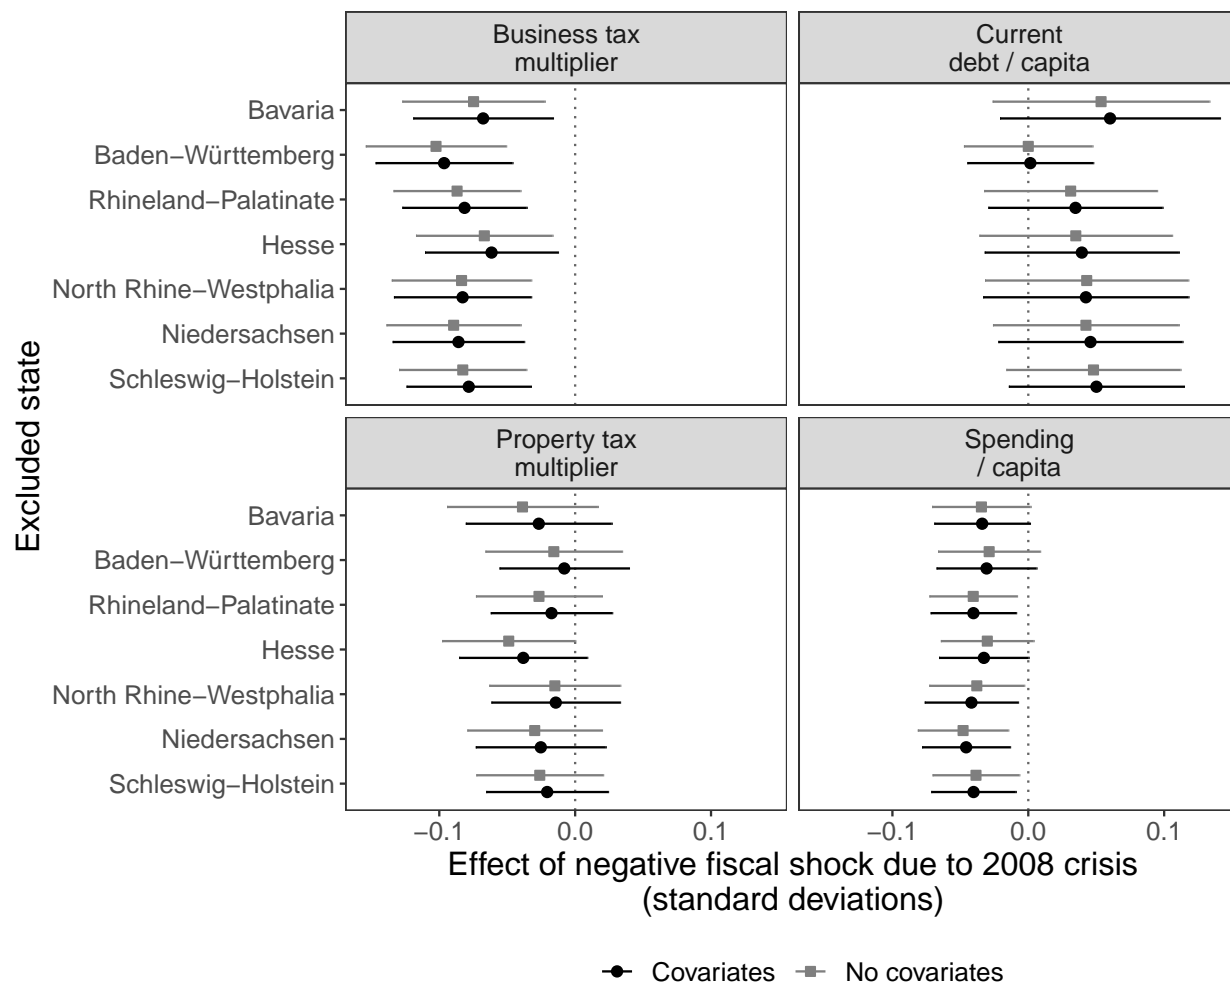 Business tax
multiplier
Current
debt / capita
Bavaria
Baden−Württemberg
Rhineland−Palatinate
Hesse
North Rhine−Westphalia
Niedersachsen
Schleswig−Holstein
Property tax
multiplier
Spending
/ capita
Bavaria
Baden−Württemberg
Rhineland−Palatinate
Hesse
North Rhine−Westphalia
Niedersachsen
Schleswig−Holstein
Excluded state
−0.1 0.0 0.1
−0.1 0.0 0.1
Effect of negative fiscal shock due to 2008 crisis
(standard deviations)
Covariates No covariates